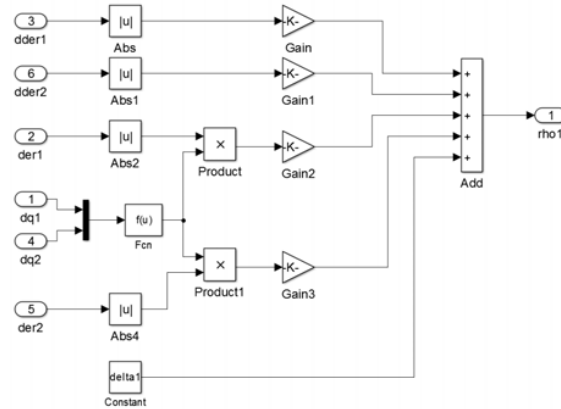 3
dder1
|u|
Abs
-K-
Gain
6
dder2
|u|
Abs1
-K-
Gain1
2
der1
|u|
Abs2
×
Product
-K-
Gain2
1
dq1
4
dq2
f(u)
Fcn
×
Product1
-K-
Gain3
5
der2
|u|
Abs4
delta1
Constant
+
+
+
+
+
Add
1
rho1